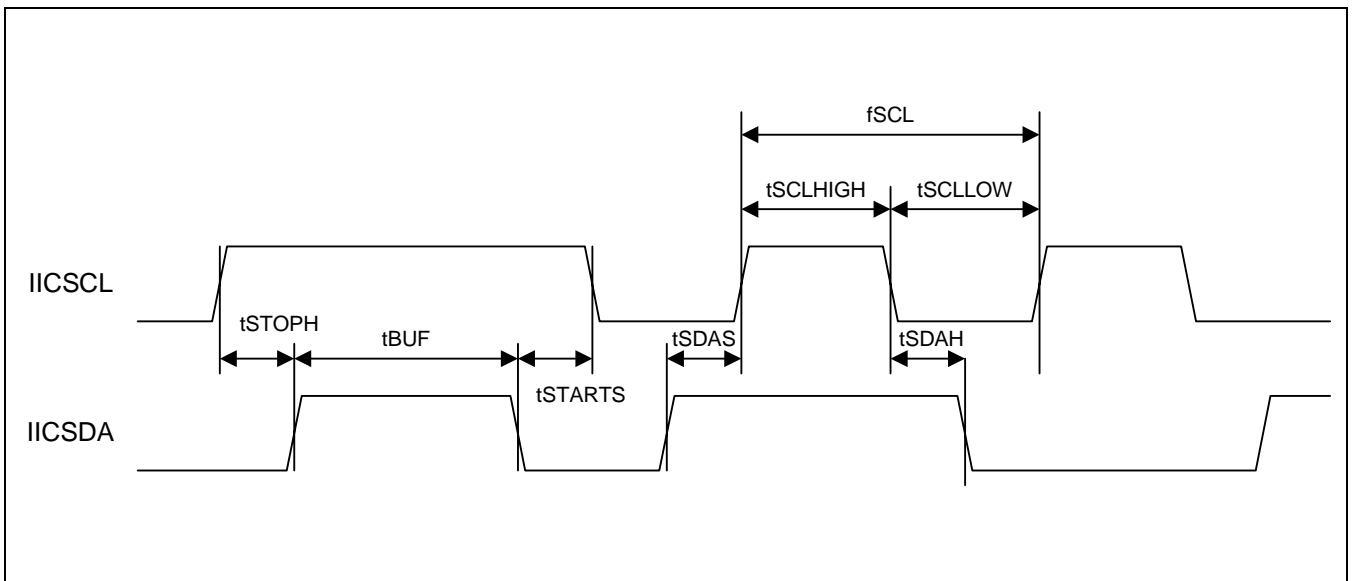 fSCL
tSCLHIGH
tSCLLOW
IICSCL
tSTOPH
tBUF
tSDAS
tSDAH
tSTARTS
IICSDA